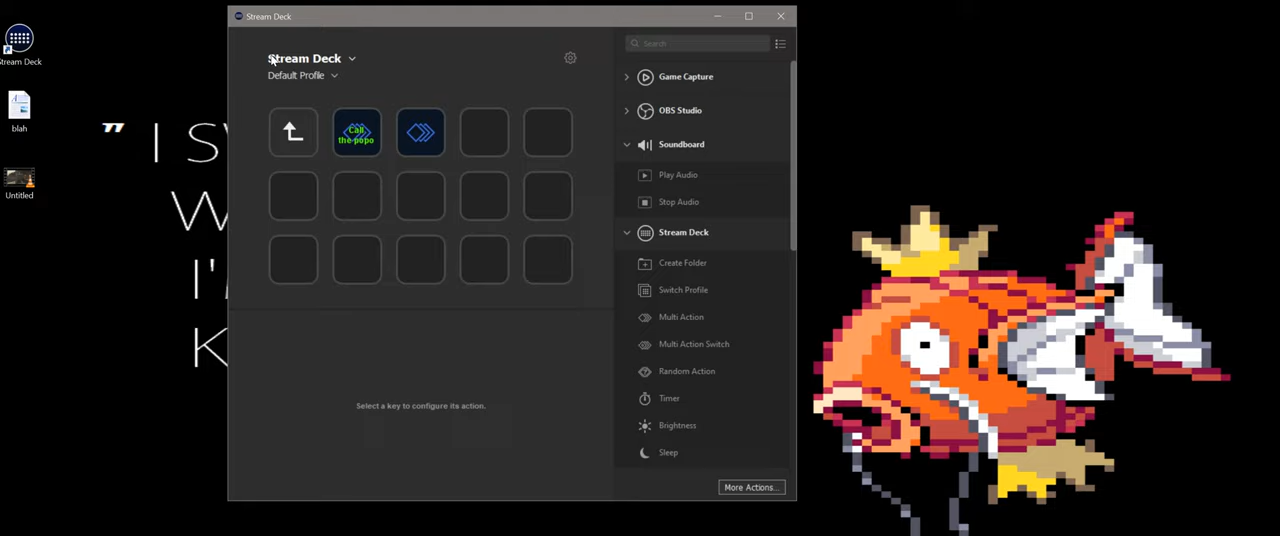 Stream Deck
Stream Deck
Stream Deck
Default Profile
Search
Game Capture
OBS Studio
Call
the popo
Soundboard
Play Audio
Stop Audio
Stream Deck
Create Folder
Switch Profile
Multi Action
Multi Action Switch
Random Action
Timer
Brightness
Sleep
Select a key to configure its action.
More Actions...
blah
Untitled
" I S
W
I'
K